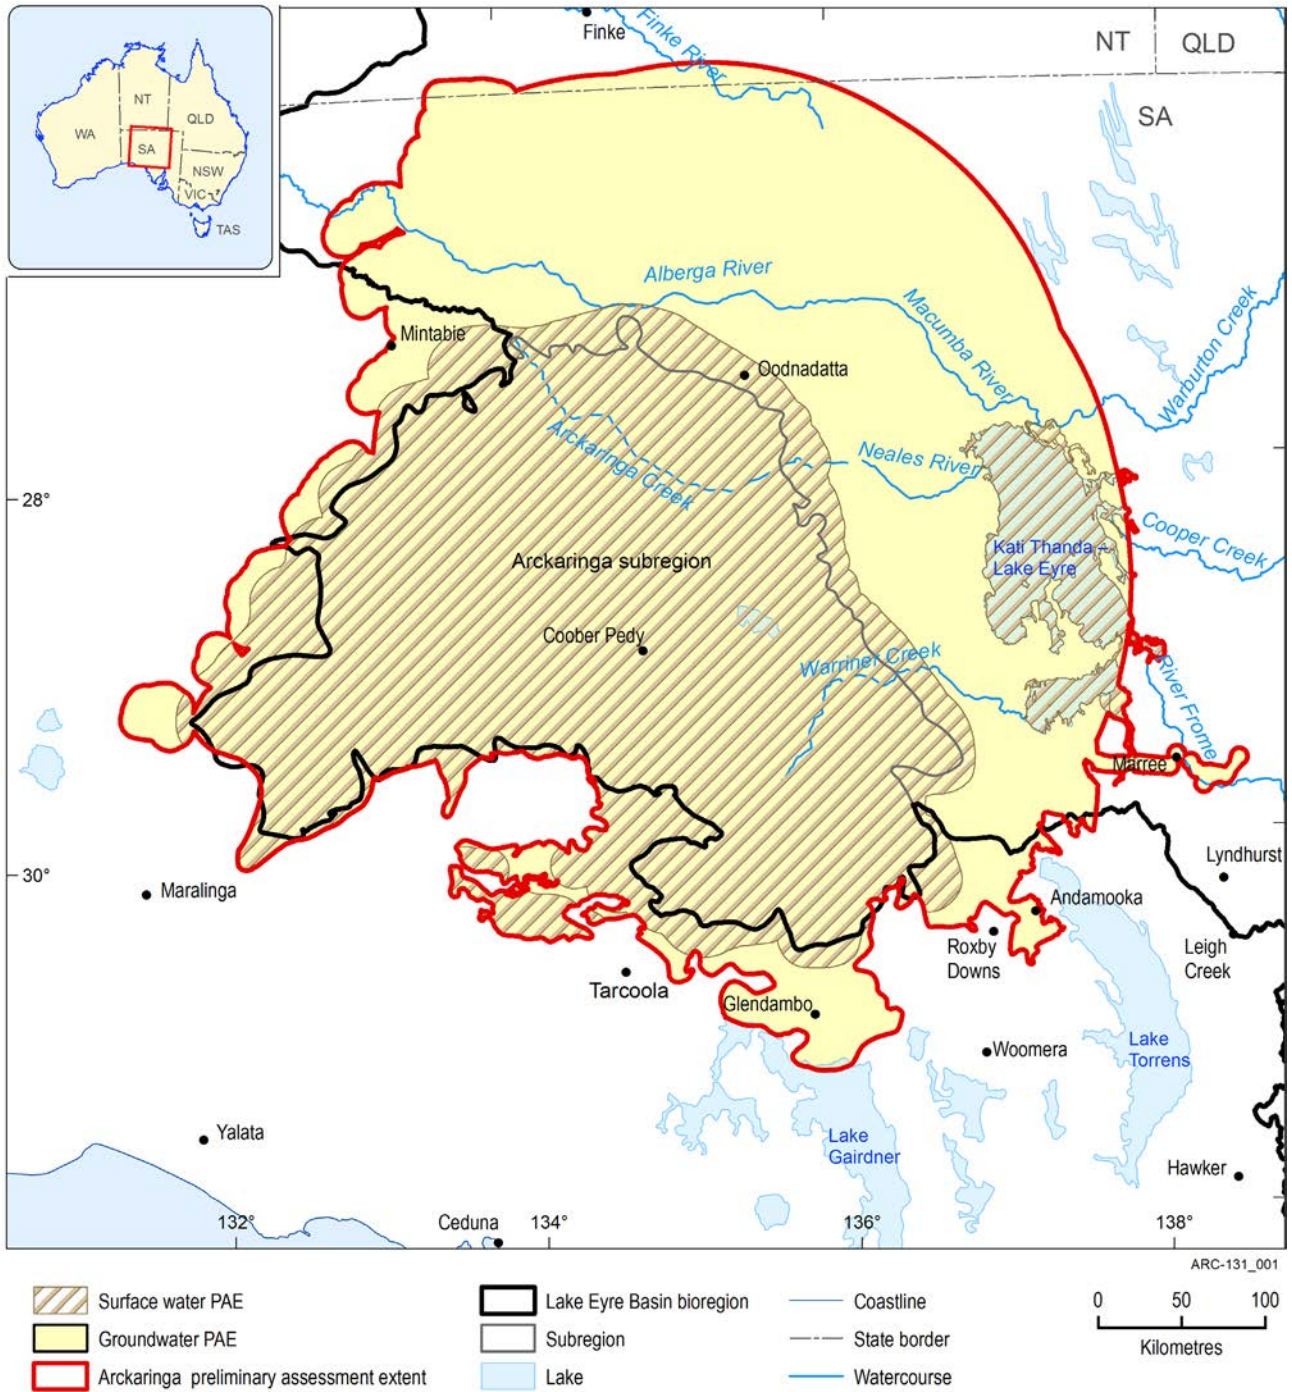 Finke
Finke River
NT
QLD
SA
NT
WA
QLD
SA
NSW
VIC
TAS
Alberga River
Macumba River
Warburton Creek
Mintabie
Oodnadatta
Arckaringa Creek
Neales River
28°
Cooper Creek
Kati Thanda –
Lake Eyre
Arckaringa subregion
Coober Pedy
Warriner Creek
River Frome
Marree
Lyndhurst
30°
Maralinga
Andamooka
Roxby
Downs
Leigh
Creek
Tarcoola
Glendambo
Woomera
Lake
Torrens
Yalata
Lake
Gairdner
Hawker
Ceduna
132°
134°
136°
138°
ARC-131_001
Surface water PAE
Groundwater PAE
Arckaringa preliminary assessment extent
Lake Eyre Basin bioregion
Subregion
Lake
Coastline
State border
Watercourse
0 50 100
Kilometres